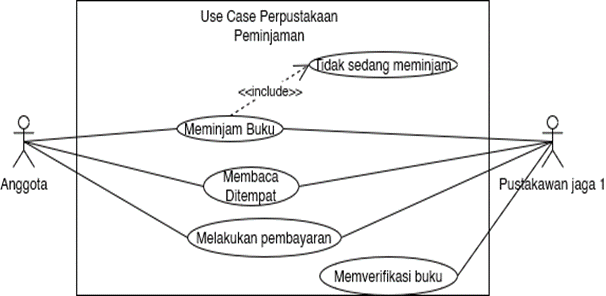 Use Case Perpustakaan
Peminjaman
Tidak sedang meminjam
<<include>>
Meminjam Buku
Anggota
Membaca
Ditempat
Pustakawan jaga 1
Melakukan pembayaran
Memverifikasi buku